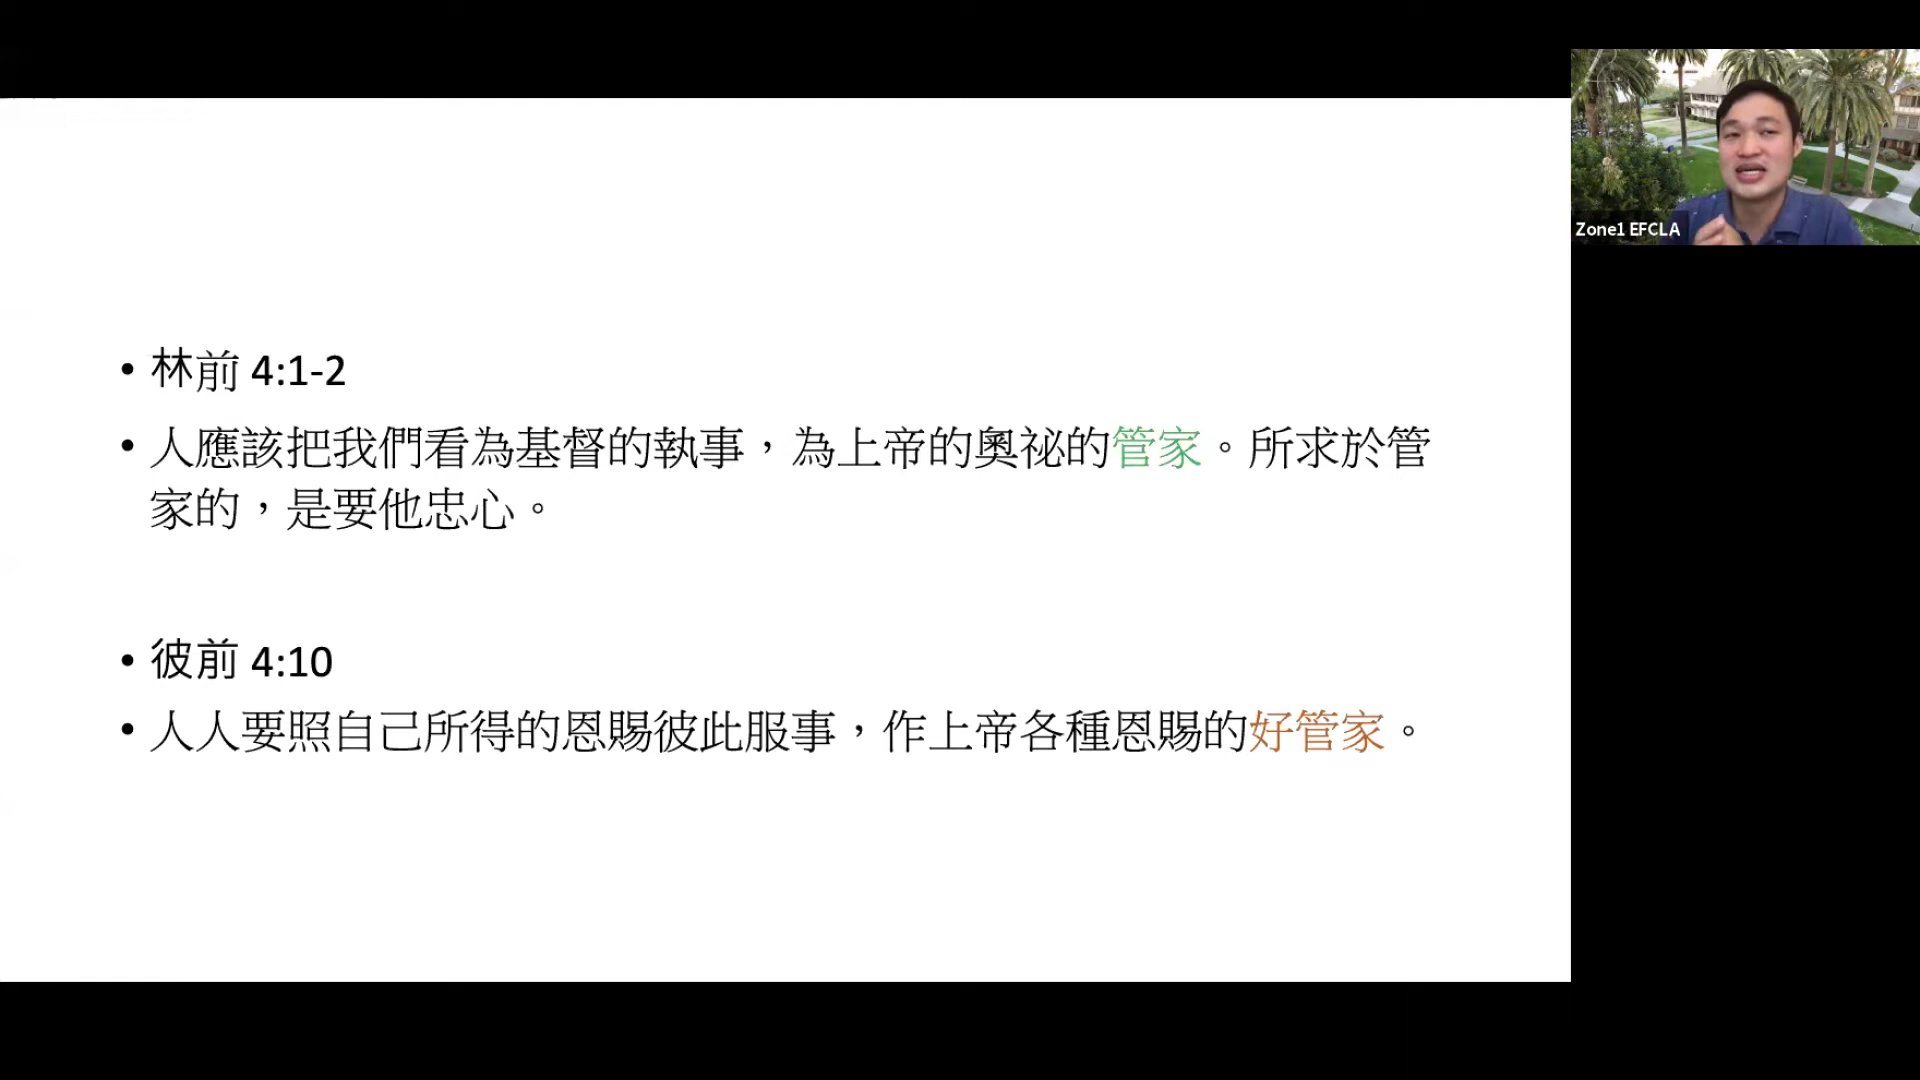 • 林前 4:1-2
• 人應該把我們看為基督的執事，為上帝的奧祕的管家。所求於管
家的，是要他忠心。
• 彼前 4:10
• 人人要照自己所得的恩賜彼此服事，作上帝各種恩賜的好管家。
Zone1 EFCLA